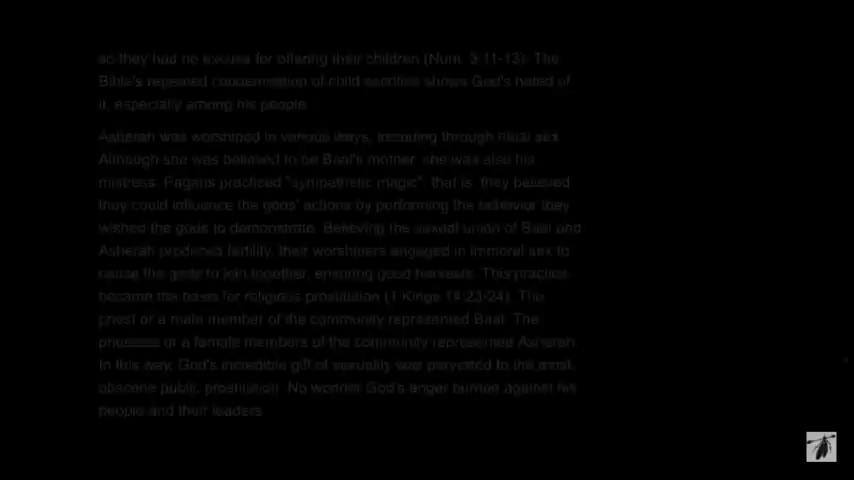 so they had no excuse for offering their children (Num. 3:11-13). The
Bible's repeated condemnation of child sacrifice shows God's hatred of
it, especially among his people.
Asherah was worshiped in various ways, including through ritual sex.
Although she was believed to be Baal's mother, she was also his
mistress. Pagans practiced "sympathetic magic", that is, they believed
they could influence the gods' actions by performing the behavior they
wished the gods to demonstrate. Believing the sexual union of Baal and
Asherah produced fertility, their worshipers engaged in immoral sex to
cause the gods to join together, ensuring good harvests. This practice
became the basis for religious prostitution (1 Kings 14:23-24). The
priest or a male member of the community represented Baal. The
priestess or a female members of the community represented Asherah.
In this way, God's incredible gift of sexuality was perverted to the most
obscene public prostitution. No wonder God's anger burned against his
people and their leaders.